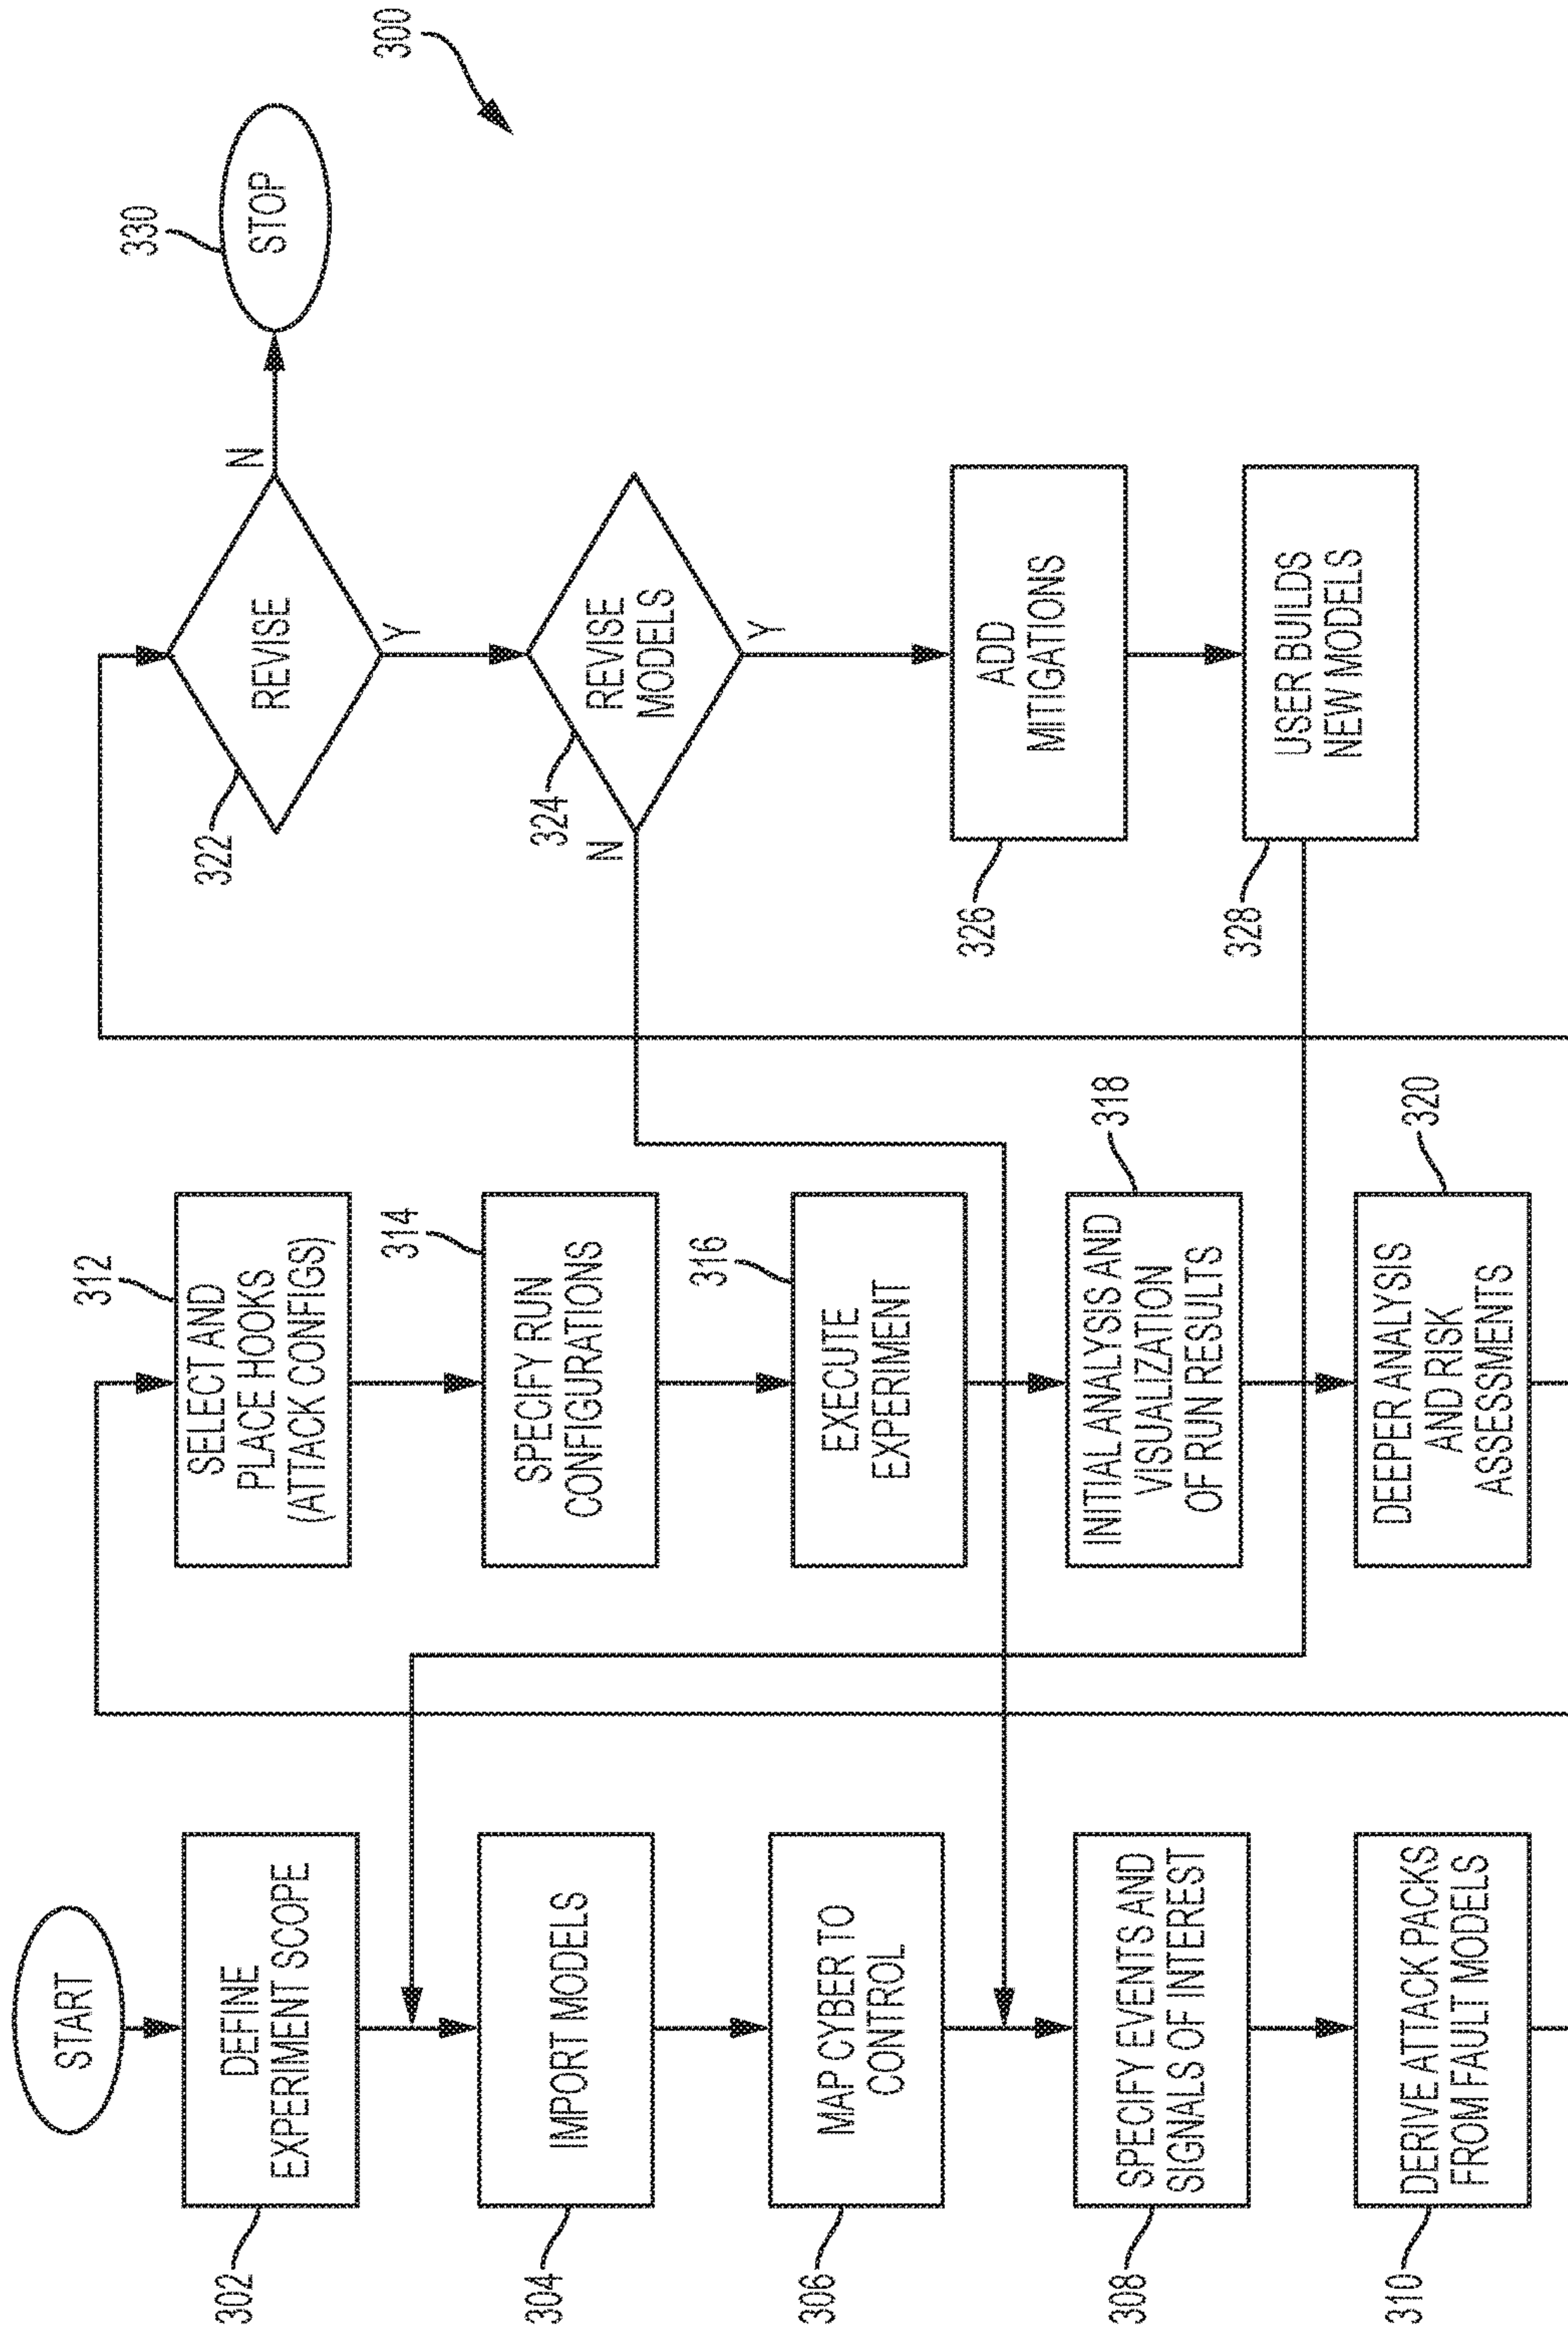 START
DEFINE
EXPERIMENT SCOPE
302
IMPORT MODELS
304
MAP CYBER TO
CONTROL
306
SPECIFY EVENTS AND
SIGNALS OF INTEREST
308
DERIVE ATTACK PACKS
FROM FAULT MODELS
310
312
SELECT AND
PLACE HOOKS
(ATTACK CONFIGS)
314
SPECIFY RUN
CONFIGURATIONS
316
EXECUTE
EXPERIMENT
318
INITIAL ANALYSIS AND
VISUALIZATION
OF RUN RESULTS
320
DEEPER ANALYSIS
AND RISK
ASSESSMENTS
REVISE
322
N
Y
330
STOP
REVISE
MODELS
324
N
Y
ADD
MITIGATIONS
326
USER BUILDS
NEW MODELS
328
300